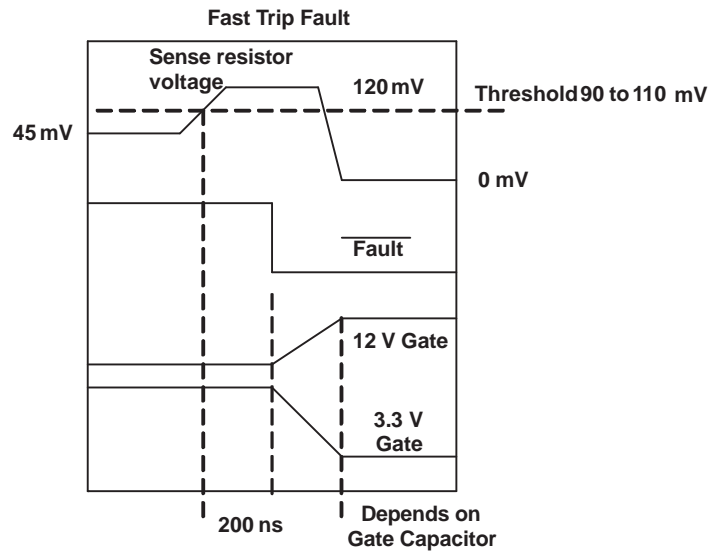 Fast Trip Fault
Sense resistor
voltage
120 mV
Threshold 90 to 110 mV
45 mV
0 mV
Fault
12 V Gate
3.3 V
Gate
200 ns
Depends on
Gate Capacitor